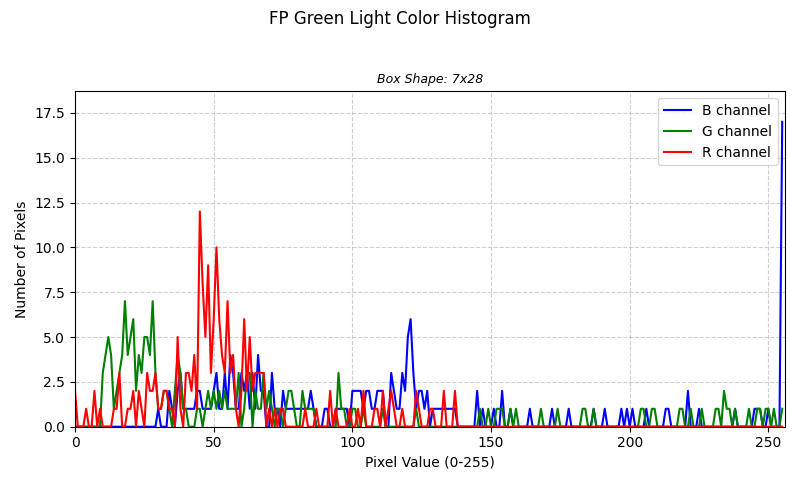 FP Green Light Color Histogram
Box Shape: 7x28
B channel
G channel
R channel
Number of Pixels
17.5
15.0
12.5
10.0
7.5
5.0
2.5
0.0
0 50 100 150 200 250
Pixel Value (0-255)